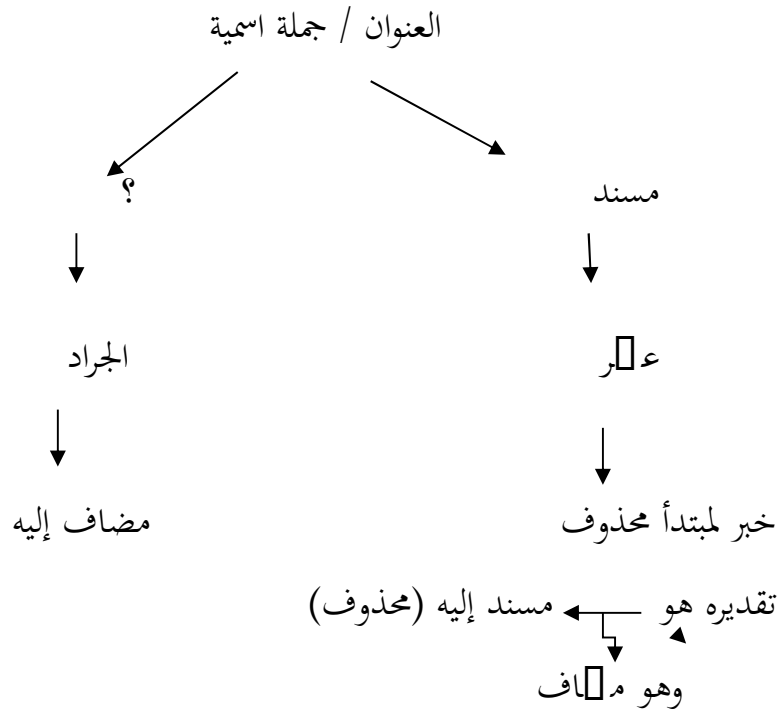 العنوان / جملة اسمية
مسند ؟
الجراد
خبر لمبتدأ محذوف مضاف إليه
تقديره هو مسند إليه (محذوف)
وهو